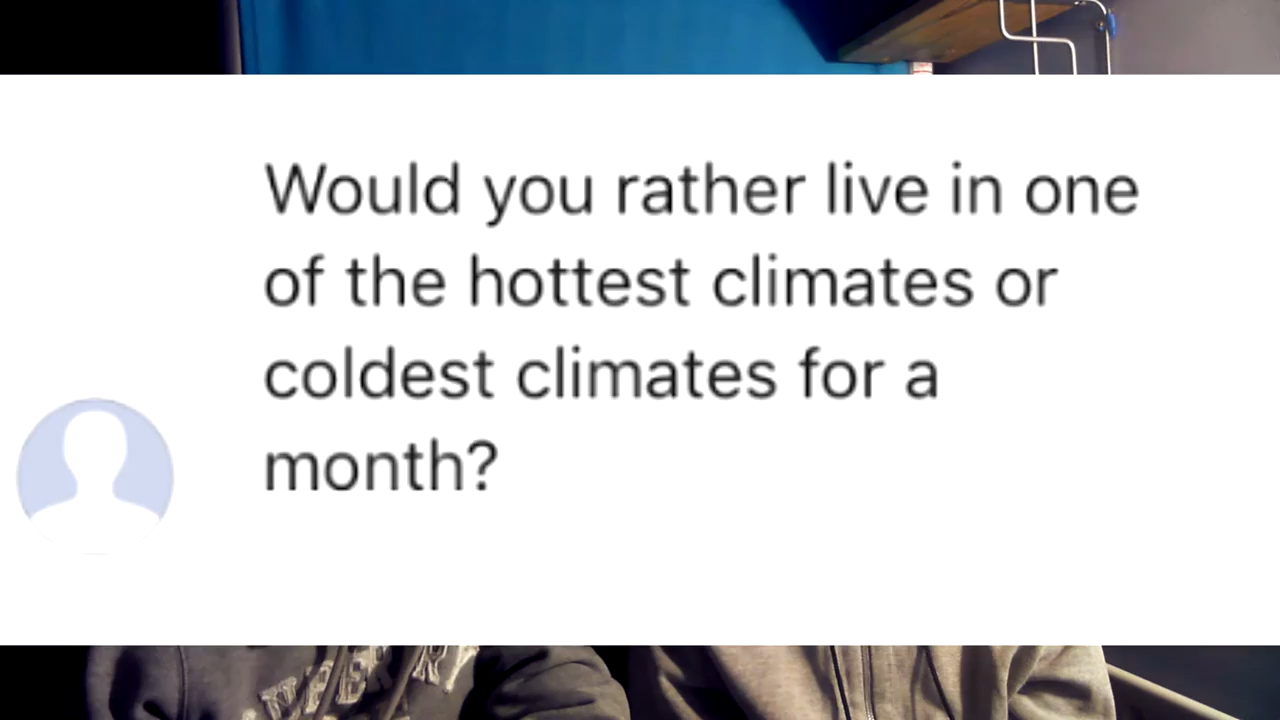 Would you rather live in one
of the hottest climates or
coldest climates for a
month?